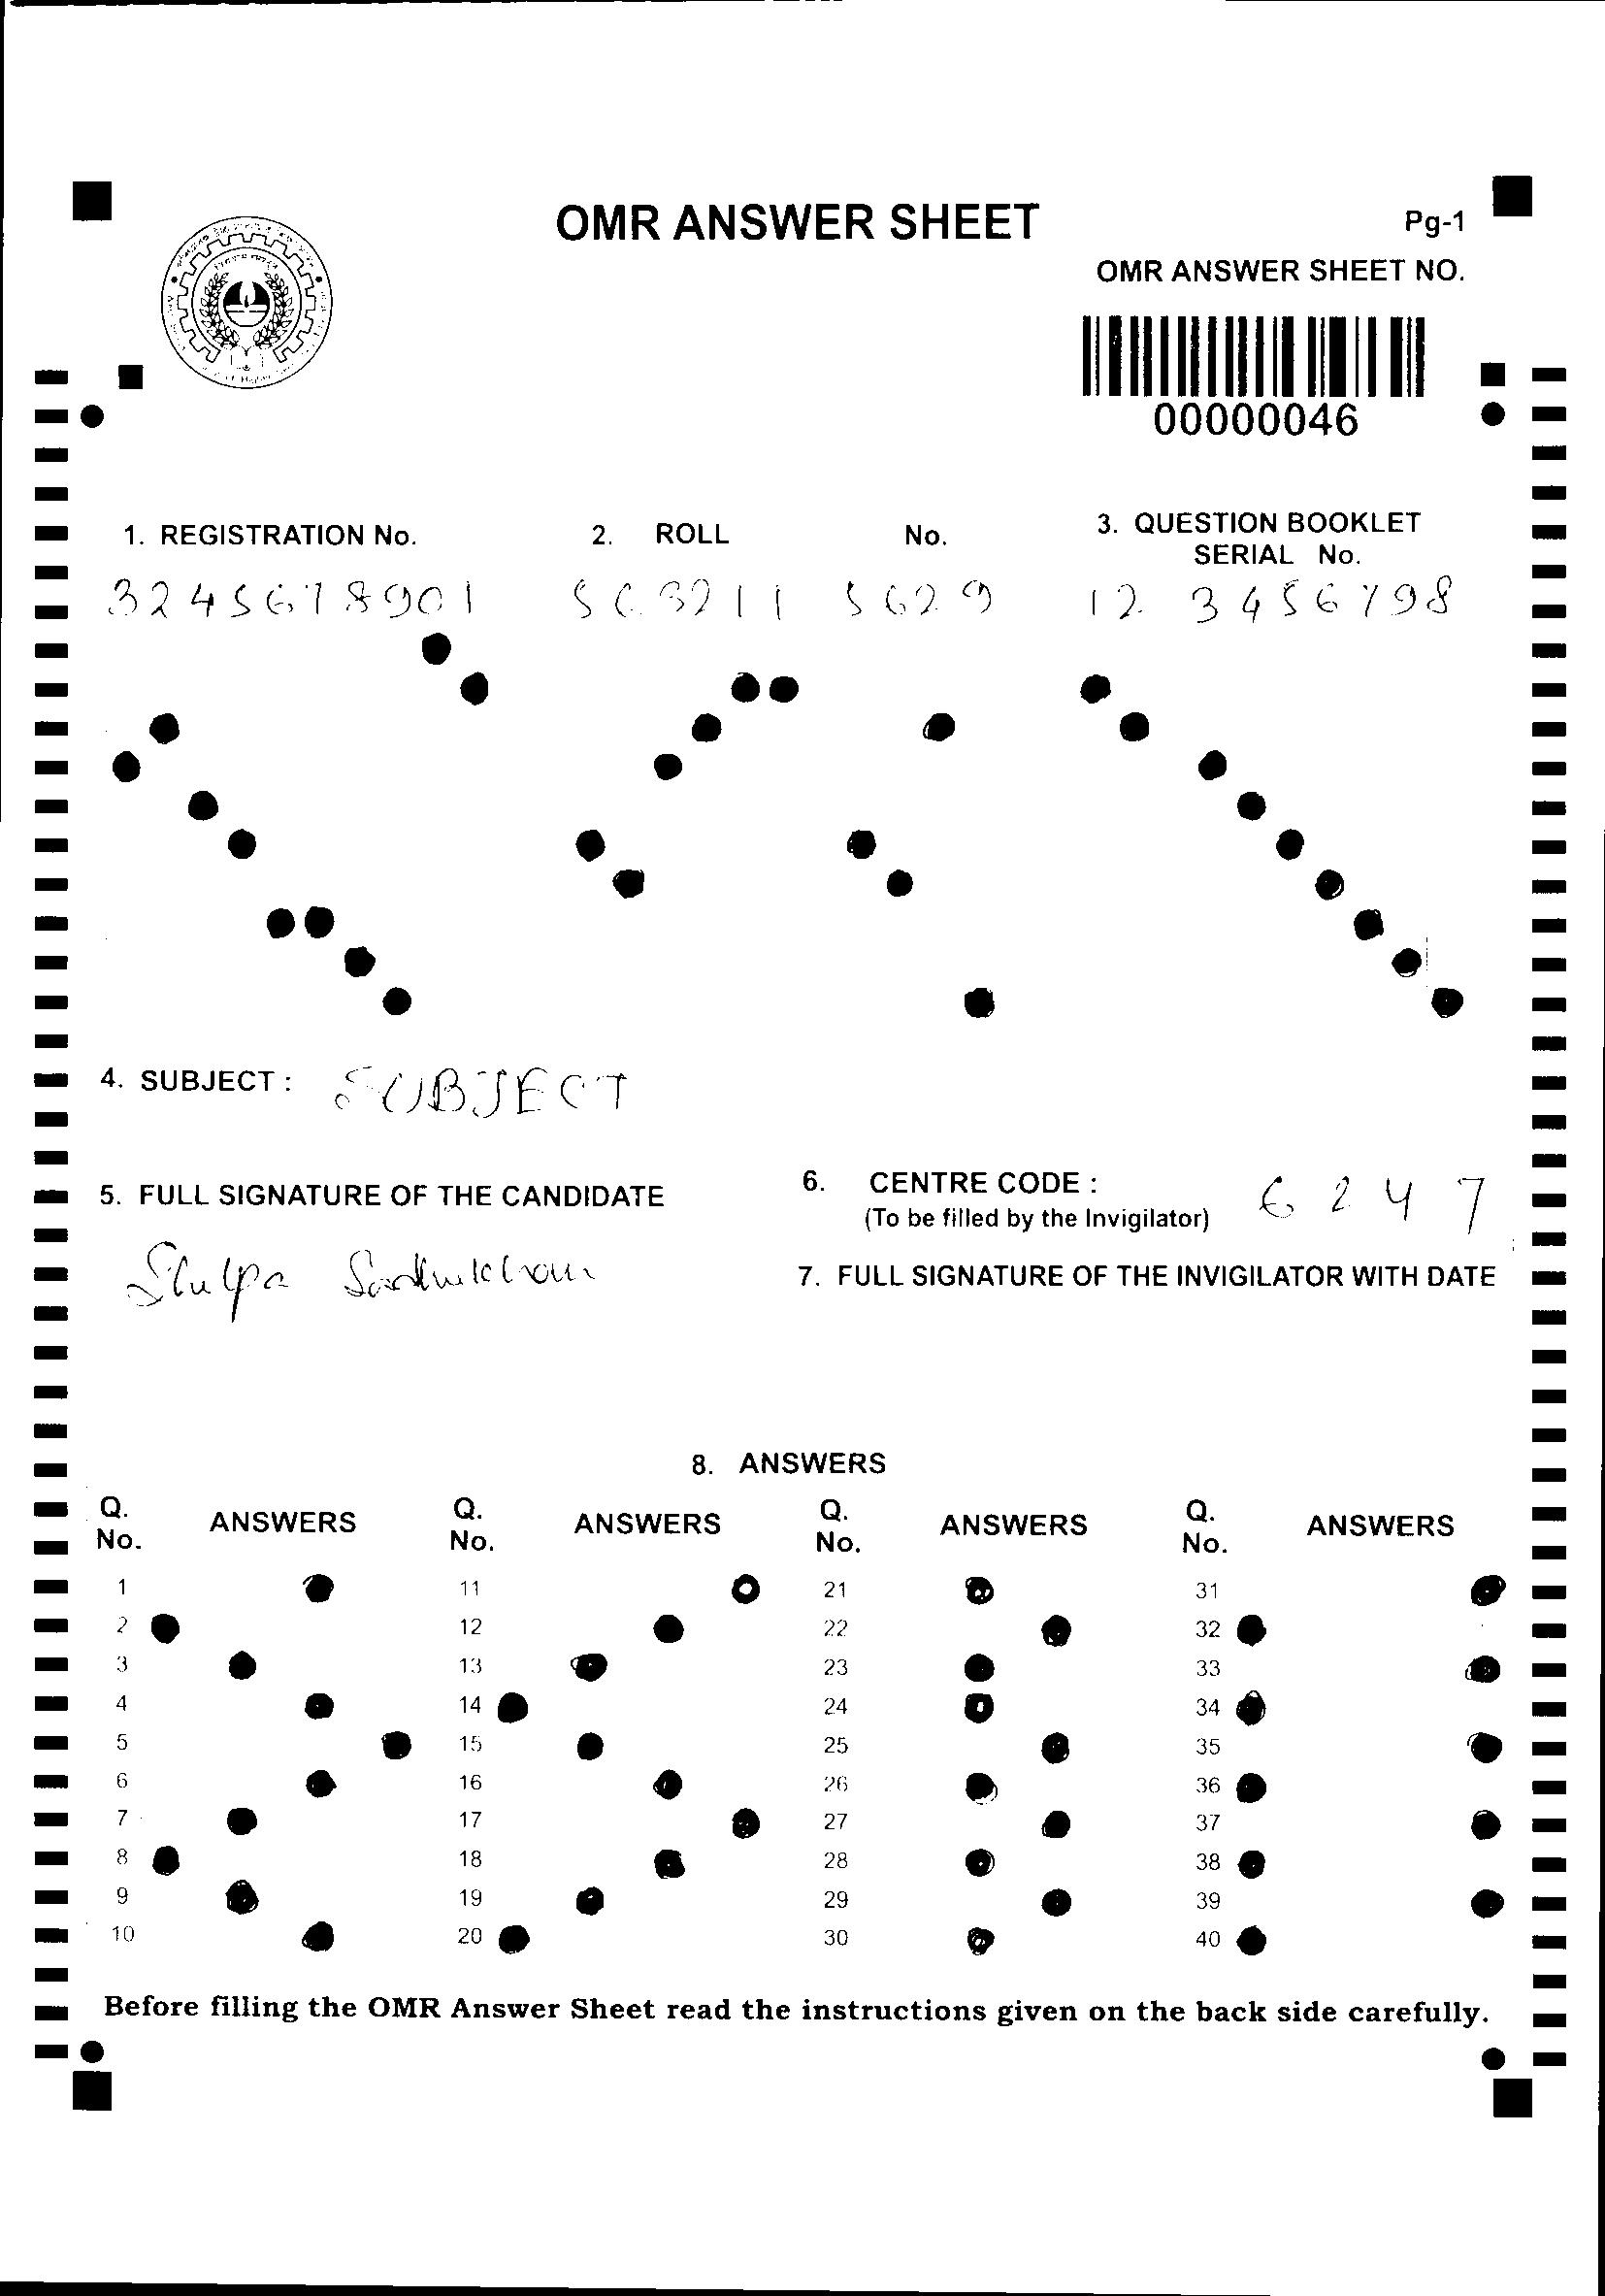 OMR ANSWER SHEET
Pg-1
OMR ANSWER SHEET NO.
00000046
1. REGISTRATION No.
2. ROLL No.
3. QUESTION BOOKLET
SERIAL No.
3245678901
563211 5629
12 3456798
4. SUBJECT : SUBJECT
5. FULL SIGNATURE OF THE CANDIDATE
6. CENTRE CODE : 6247
(To be filled by the Invigilator)
7. FULL SIGNATURE OF THE INVIGILATOR WITH DATE
8. ANSWERS
Q. No. ANSWERS Q. No. ANSWERS Q. No. ANSWERS Q. No. ANSWERS
1 11 21 31
2 12 22 32
3 13 23 33
4 14 24 34
5 15 25 35
6 16 26 36
7 17 27 37
8 18 28 38
9 19 29 39
10 20 30 40
Before filling the OMR Answer Sheet read the instructions given on the back side carefully.